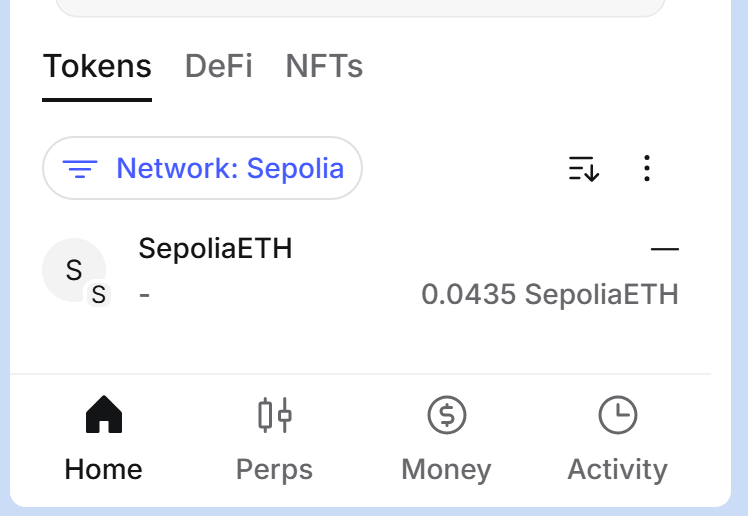 Tokens DeFi NFTs
Network: Sepolia
S
S
SepoliaETH —
- 0.0435 SepoliaETH
Home Perps Money Activity